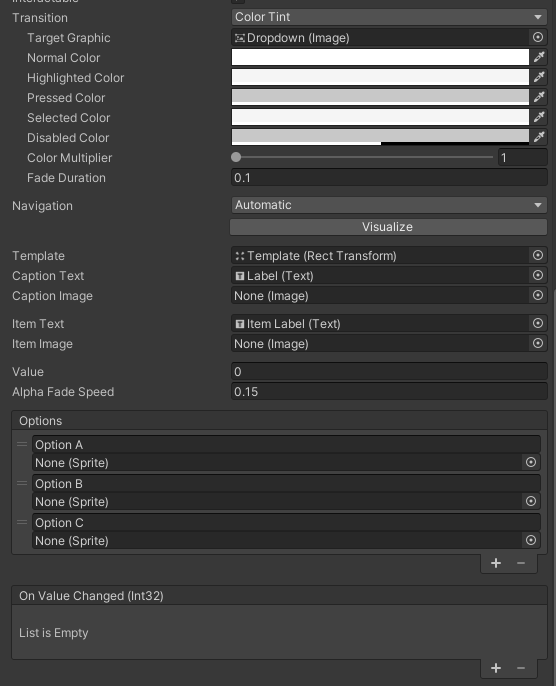 Transition Color Tint
Target Graphic Dropdown (Image)
Normal Color
Highlighted Color
Pressed Color
Selected Color
Disabled Color
Color Multiplier 1
Fade Duration 0.1
Navigation Automatic
Visualize
Template Template (Rect Transform)
Caption Text Label (Text)
Caption Image None (Image)
Item Text Item Label (Text)
Item Image None (Image)
Value 0
Alpha Fade Speed 0.15
Options
Option A
None (Sprite)
Option B
None (Sprite)
Option C
None (Sprite)
+ −
On Value Changed (Int32)
List is Empty
+ −